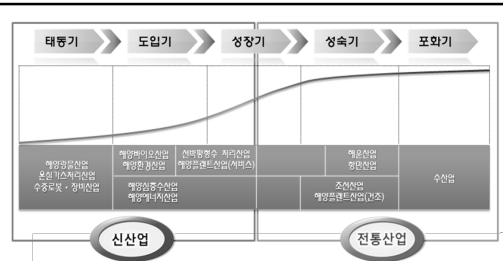 태동기
도입기
성장기
성숙기
포화기
해양광물산업
온실가스처리산업
수중로봇·장비산업
해양바이오산업
해양환경산업
선박평형수 처리산업
해양플랜트산업(서비스)
해양심층수산업
해양에너지산업
해운산업
항만산업
조선산업
해양플랜트산업(건조)
수산업
신산업
전통산업